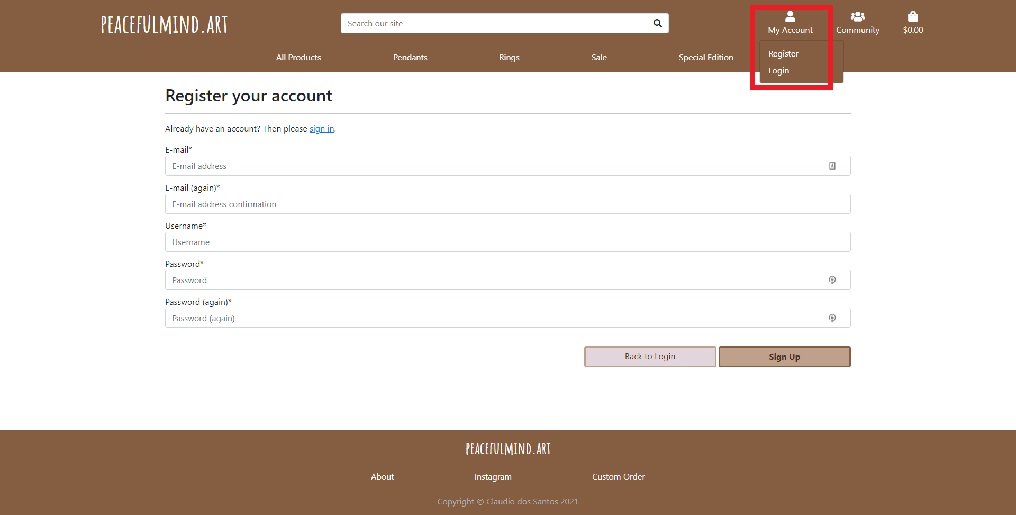 PEACEFULMIND.ART
Search our site
My Account
Community
$0.00
All Products
Pendants
Rings
Sale
Special Edition
Register
Login
Register your account
Already have an account? Then please sign in.
E-mail*
E-mail address
E-mail (again)*
E-mail address confirmation
Username*
Username
Password*
Password
Password (again)*
Password (again)
Back to Login
Sign Up
PEACEFULMIND.ART
About
Instagram
Custom Order
Copyright © Claudio dos Santos 2021